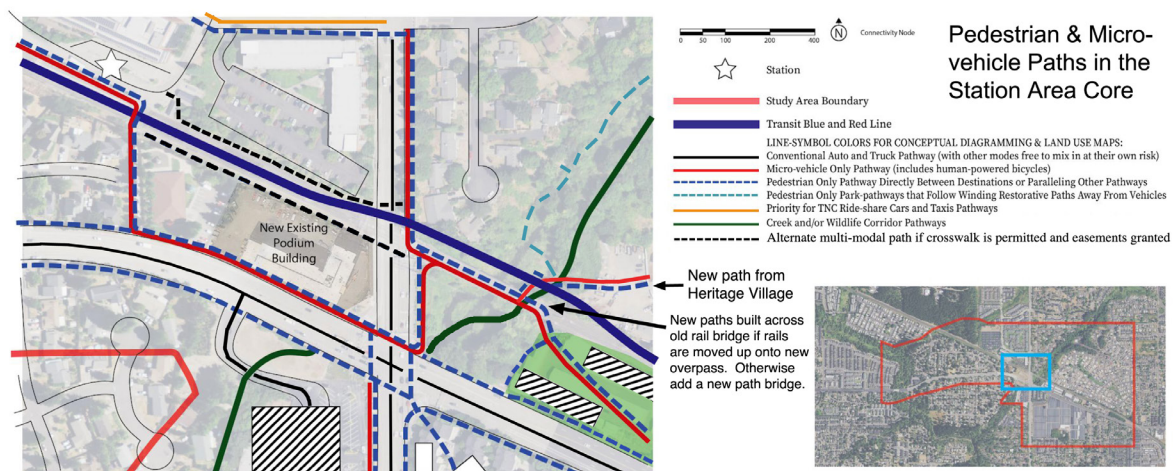 Pedestrian & Micro-
vehicle Paths in the
Station Area Core
0 50 100 200 400
N
Connectivity Node
Station
Study Area Boundary
Transit Blue and Red Line
LINE-SYMBOL COLORS FOR CONCEPTUAL DIAGRAMMING & LAND USE MAPS:
Conventional Auto and Truck Pathway (with other modes free to mix in at their own risk)
Micro-vehicle Only Pathway (includes human-powered bicycles)
Pedestrian Only Pathway Directly Between Destinations or Paralleling Other Pathways
Pedestrian Only Park-pathways that Follow Winding Restorative Paths Away From Vehicles
Priority for TNC Ride-share Cars and Taxis Pathways
Creek and/or Wildlife Corridor Pathways
Alternate multi-modal path if crosswalk is permitted and easements granted
New Existing
Podium
Building
New path from
Heritage Village
New paths built across
old rail bridge if rails
are moved up onto new
overpass. Otherwise
add a new path bridge.